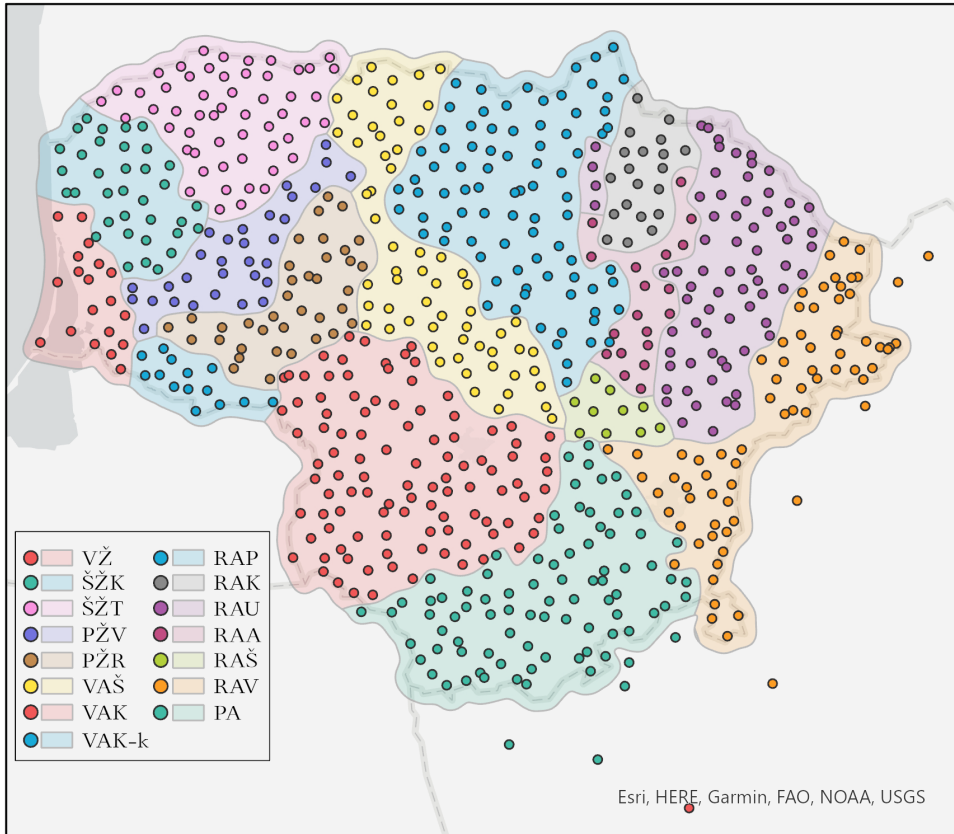 VŽ
ŠŽK
ŠŽT
PŽV
PŽR
VAŠ
VAK
VAK-k
RAP
RAK
RAU
RAA
RAŠ
RAV
PA
Esri, HERE, Garmin, FAO, NOAA, USGS